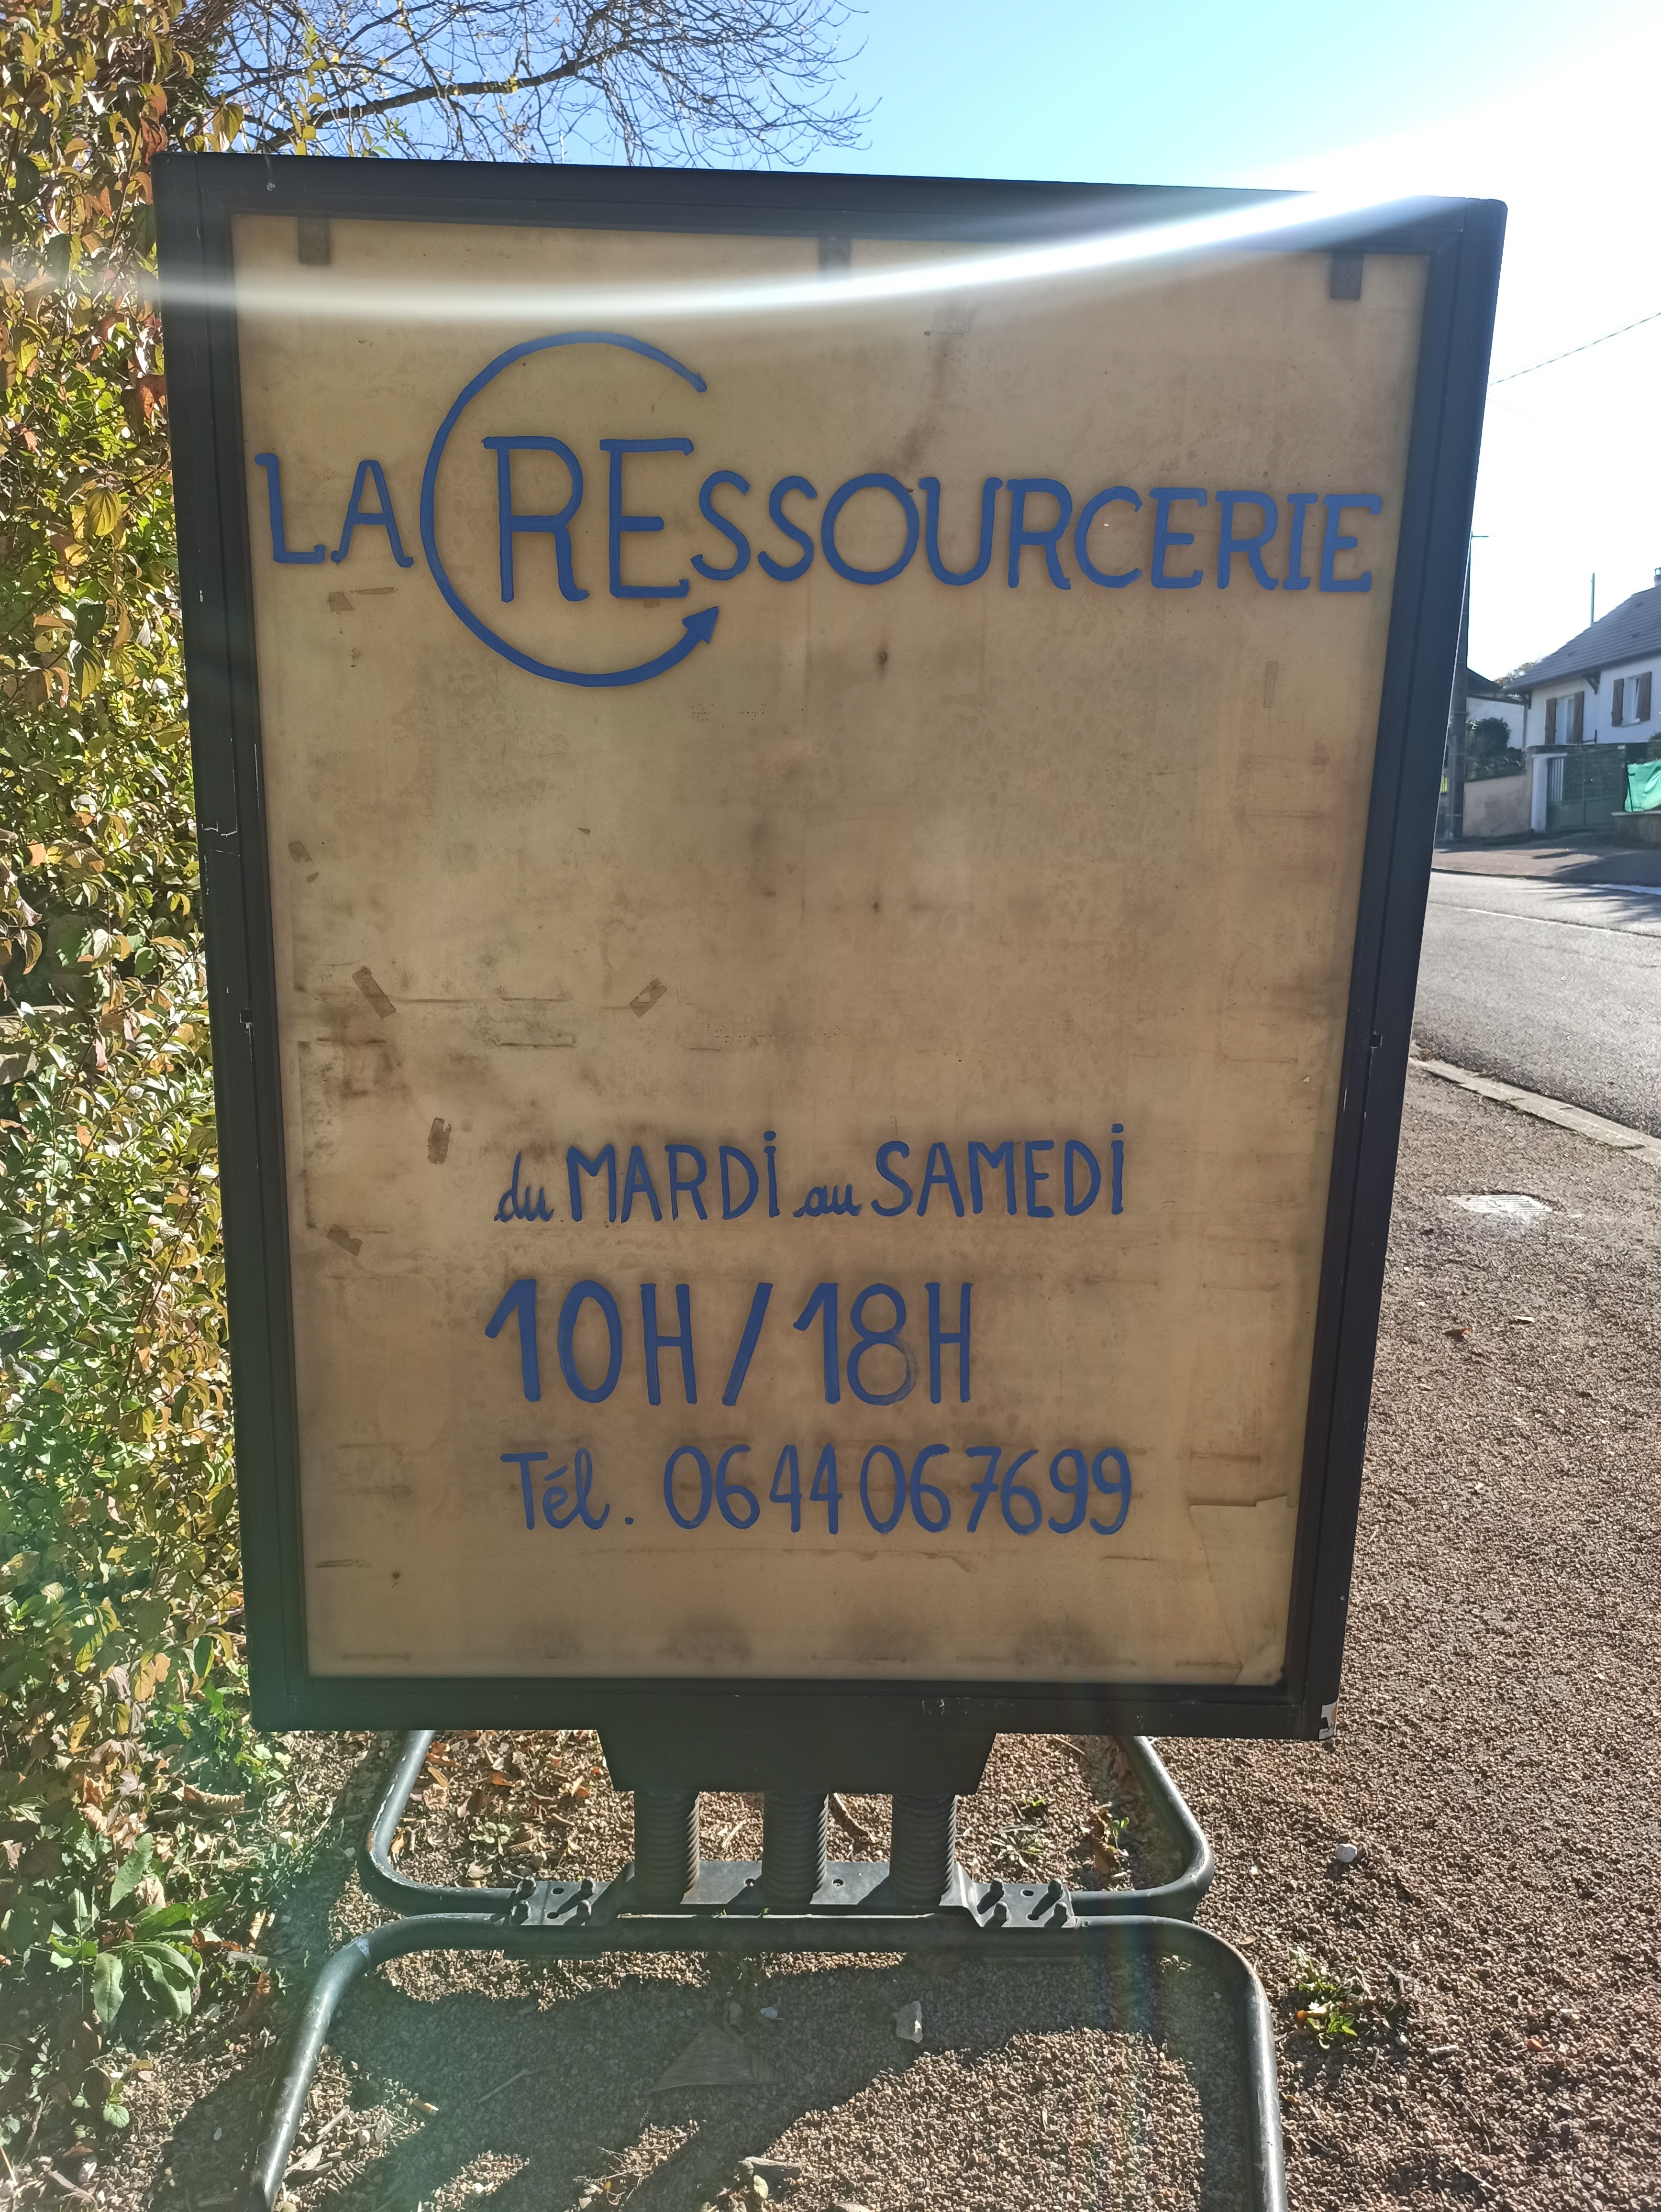 LA RESSOURCERIE
du MARDI au SAMEDI
10H/18H
Tél. 0644067699